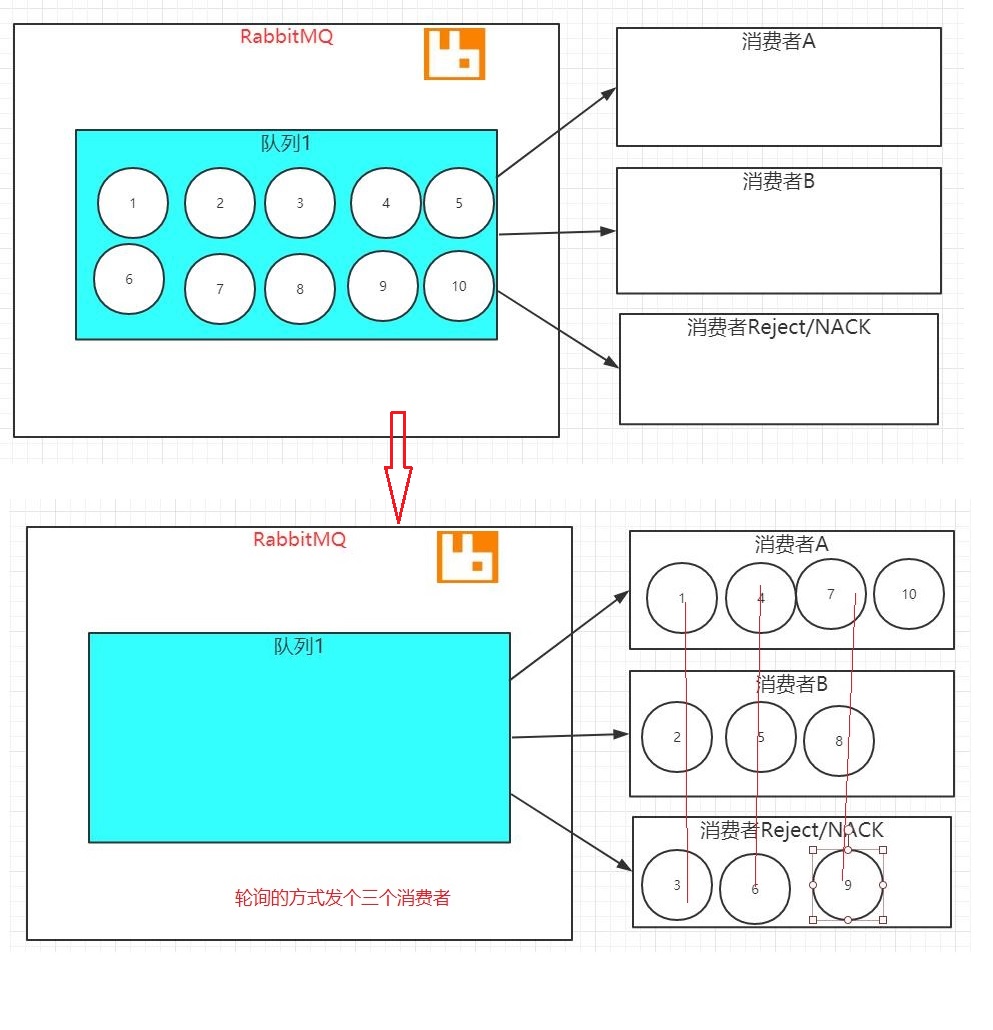 RabbitMQ
队列1
1 2 3 4 5
6 7 8 9 10
消费者A
消费者B
消费者Reject/NACK
RabbitMQ
队列1
轮询的方式发个三个消费者
消费者A
1 4 7 10
消费者B
2 5 8
消费者Reject/NACK
3 6 9